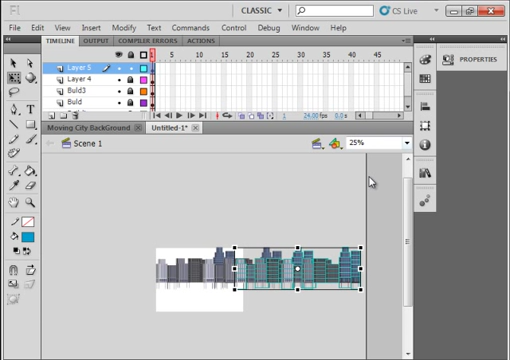 Fl CLASSIC CS Live
File Edit View Insert Modify Text Commands Control Debug Window Help
TIMELINE OUTPUT COMPILER ERRORS ACTIONS
1 5 10 15 20 25 30 35 40 45
Layer 5
Layer 4
Buld3
Buld
1 24.00 fps 0.0 s
PROPERTIES
Moving City BackGround Untitled-1*
Scene 1 25%